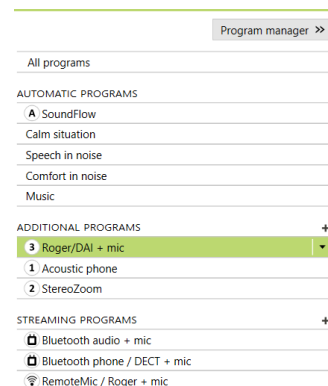 Program manager »
All programs
AUTOMATIC PROGRAMS
A SoundFlow
Calm situation
Speech in noise
Comfort in noise
Music
ADDITIONAL PROGRAMS +
3 Roger/DAI + mic
1 Acoustic phone
2 StereoZoom
STREAMING PROGRAMS +
Bluetooth audio + mic
Bluetooth phone / DECT + mic
RemoteMic / Roger + mic